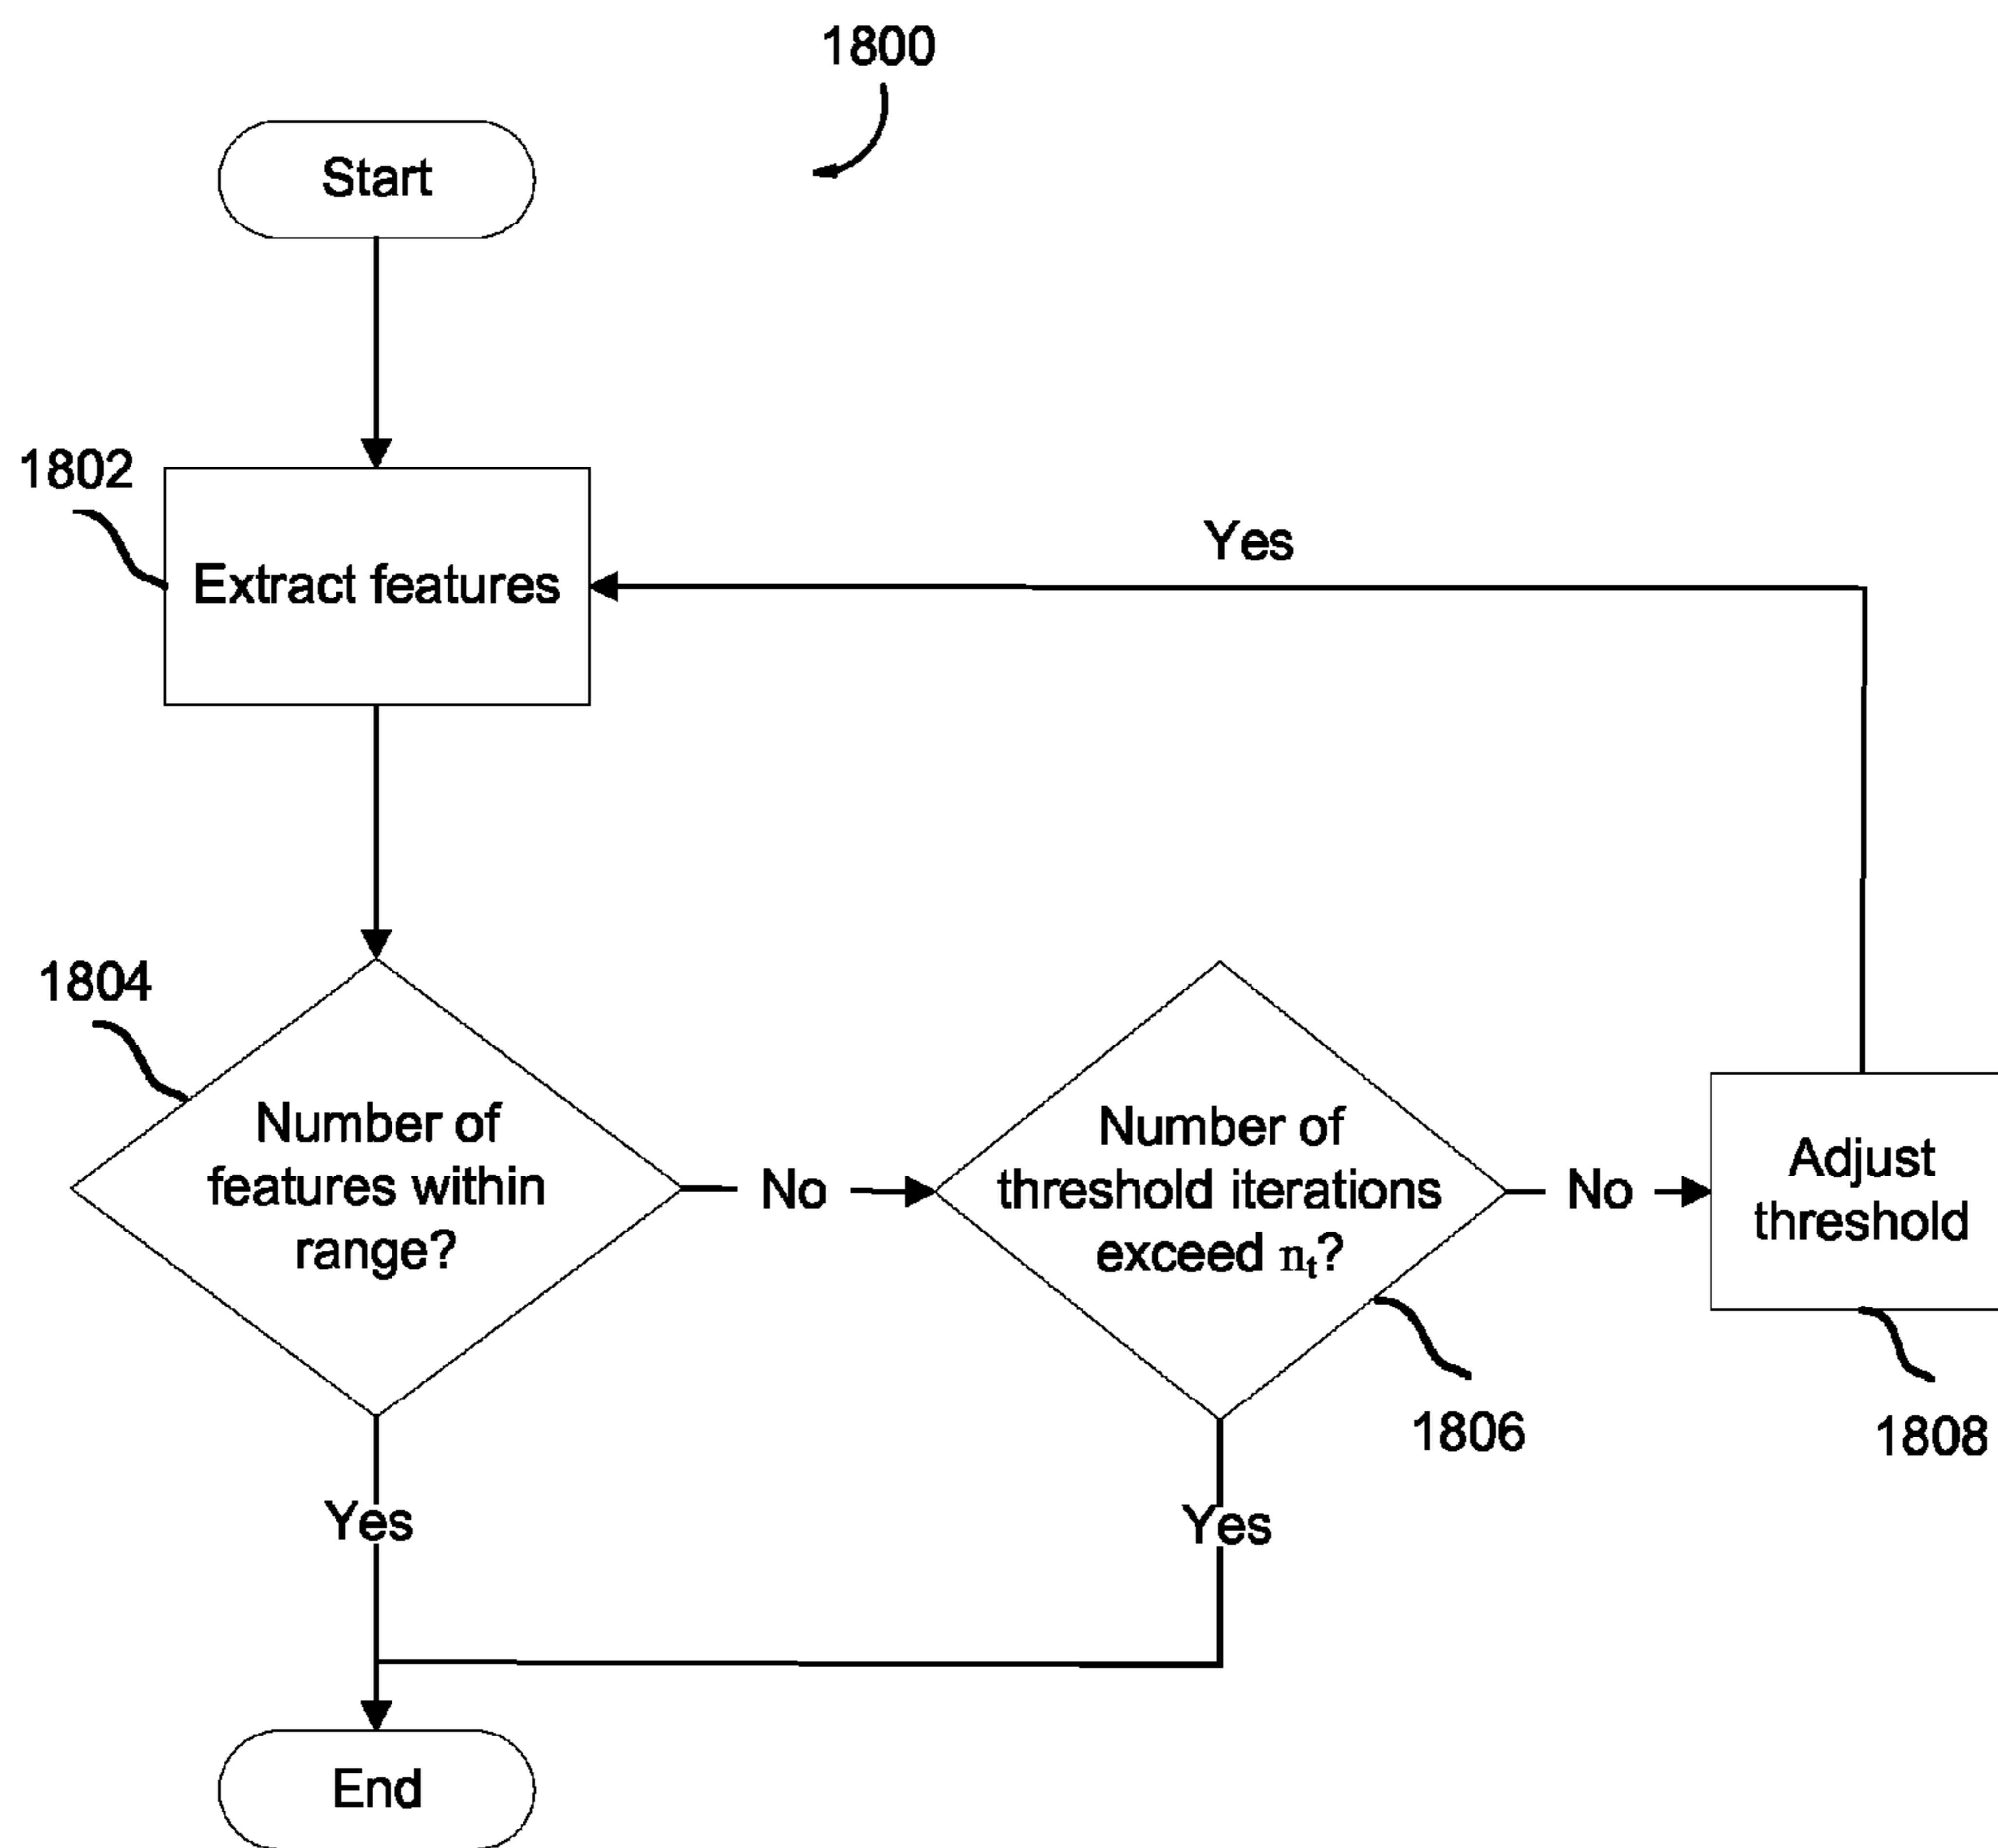 1800
Start
1802
Extract features
Yes
1804
Number of
features within
range?
No
Number of
threshold iterations
exceed nₜ?
No
Adjust
threshold
1806
1808
Yes
Yes
End